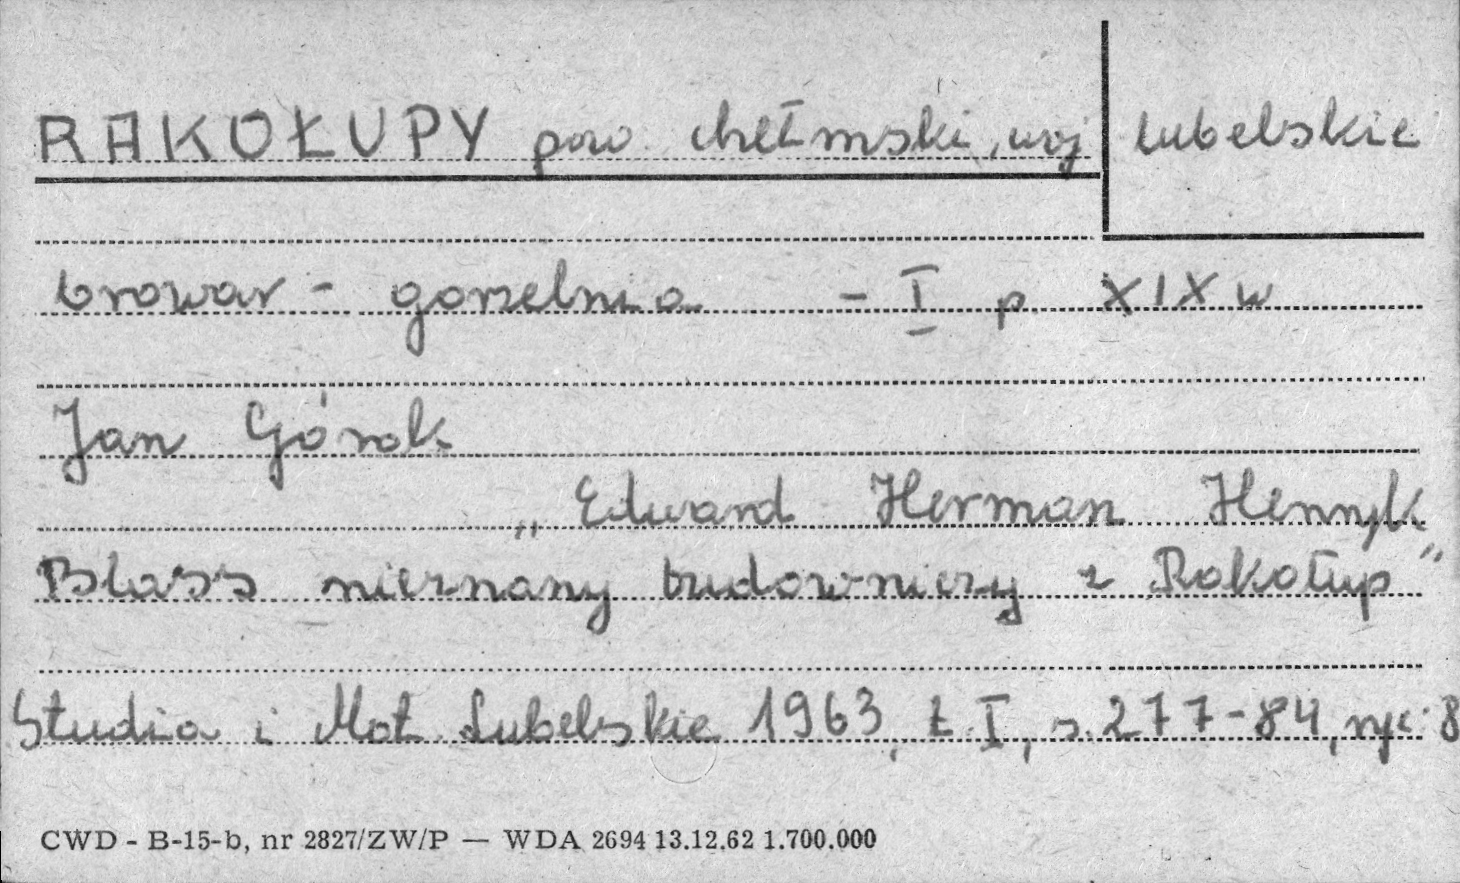 RAKOŁUPY pow. chełmski, woj lubelskie
browar - gorzelnia - I p. XIX w
Jan Górak
„Edward Herman Henryk
Blass nieznany budowniczy z Rakołup”
Studia i Mat. Lubelskie 1963, t. I, s. 277-84, ryc. 8
CWD - B-15-b, nr 2827/ZW/P — WDA 2694 13.12.62 1.700.000